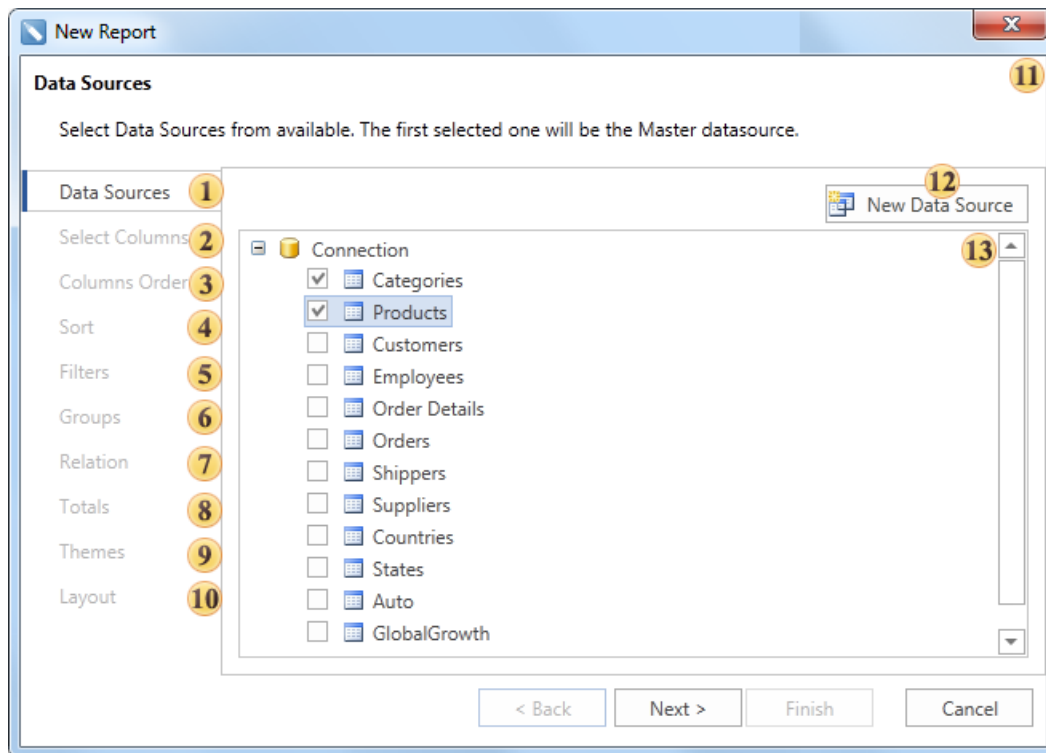 New Report
x
11
Data Sources
Select Data Sources from available. The first selected one will be the Master datasource.
12
New Data Source
Data Sources 1
Select Columns 2
Columns Order 3
Sort 4
Filters 5
Groups 6
Relation 7
Totals 8
Themes 9
Layout 10
13
Connection
Categories
Products
Customers
Employees
Order Details
Orders
Shippers
Suppliers
Countries
States
Auto
GlobalGrowth
< Back Next > Finish Cancel